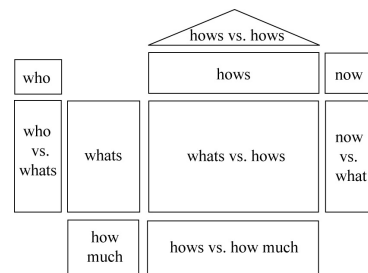 hows vs. hows
who
hows
now
who
vs.
whats
whats
whats vs. hows
now
vs.
what
how
much
hows vs. how much